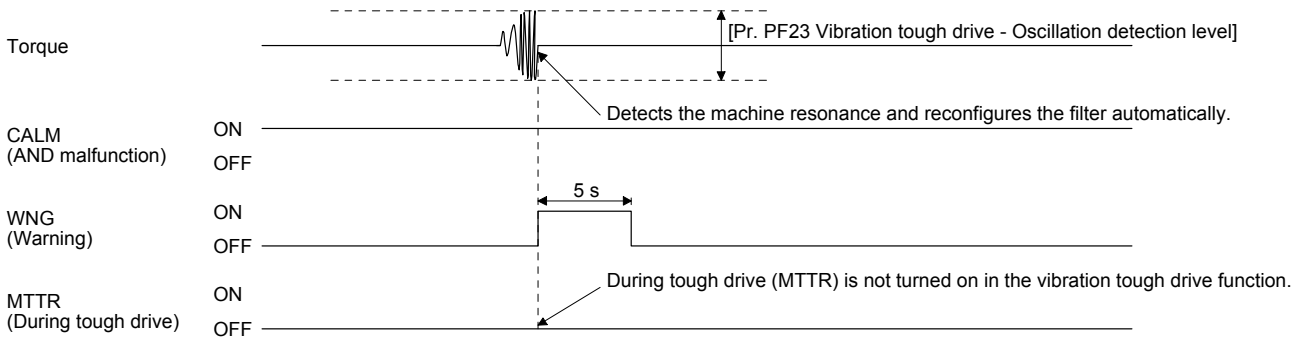 [Pr. PF23 Vibration tough drive - Oscillation detection level]
Torque
Detects the machine resonance and reconfigures the filter automatically.
CALM
(AND malfunction)
ON
OFF
5 s
WNG
(Warning)
ON
OFF
During tough drive (MTTR) is not turned on in the vibration tough drive function.
MTTR
(During tough drive)
ON
OFF